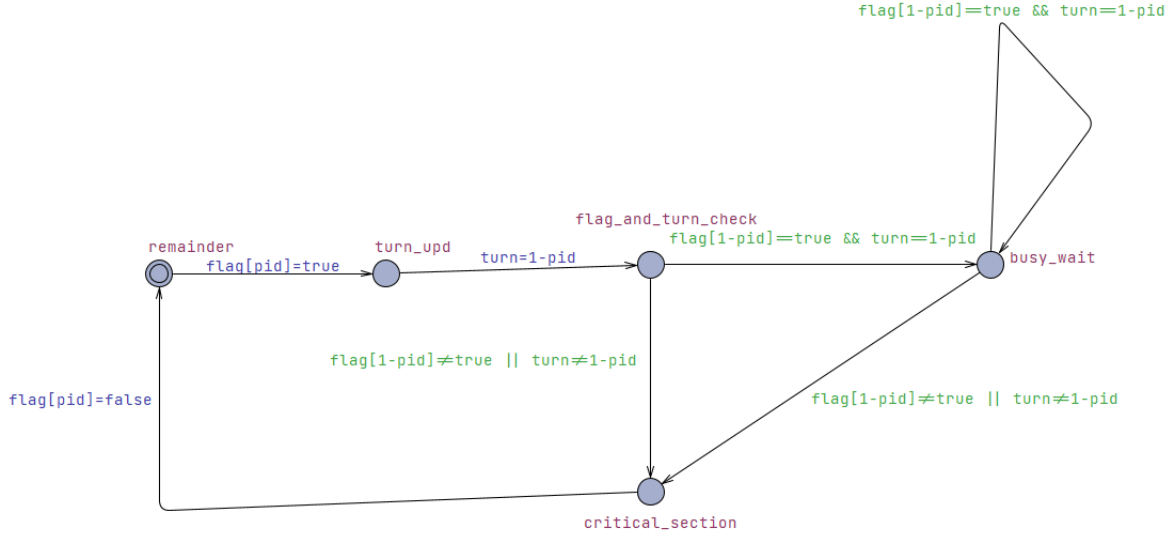 flag[1-pid]==true && turn==1-pid
flag_and_turn_check
remainder
turn_upd
flag[1-pid]==true && turn==1-pid
busy_wait
flag[pid]=true
turn=1-pid
flag[1-pid]≠true || turn≠1-pid
flag[pid]=false
flag[1-pid]≠true || turn≠1-pid
critical_section